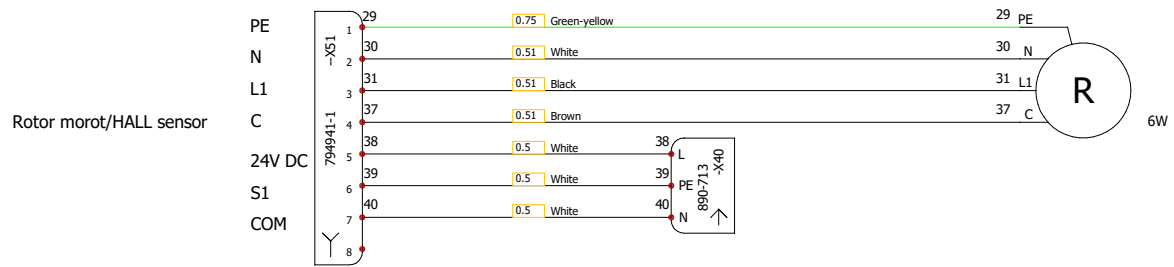 PE 1 29 0.75 Green-yellow 29 PE
N 2 30 0.51 White 30 N
L1 3 31 0.51 Black 31 L1
R
Rotor morot/HALL sensor C 4 37 0.51 Brown 37 C 6W
24V DC 5 38 0.5 White 38 L
S1 6 39 0.5 White 39 PE
COM 7 40 0.5 White 40 N
8
--X51
794941-1
-X40
890-713